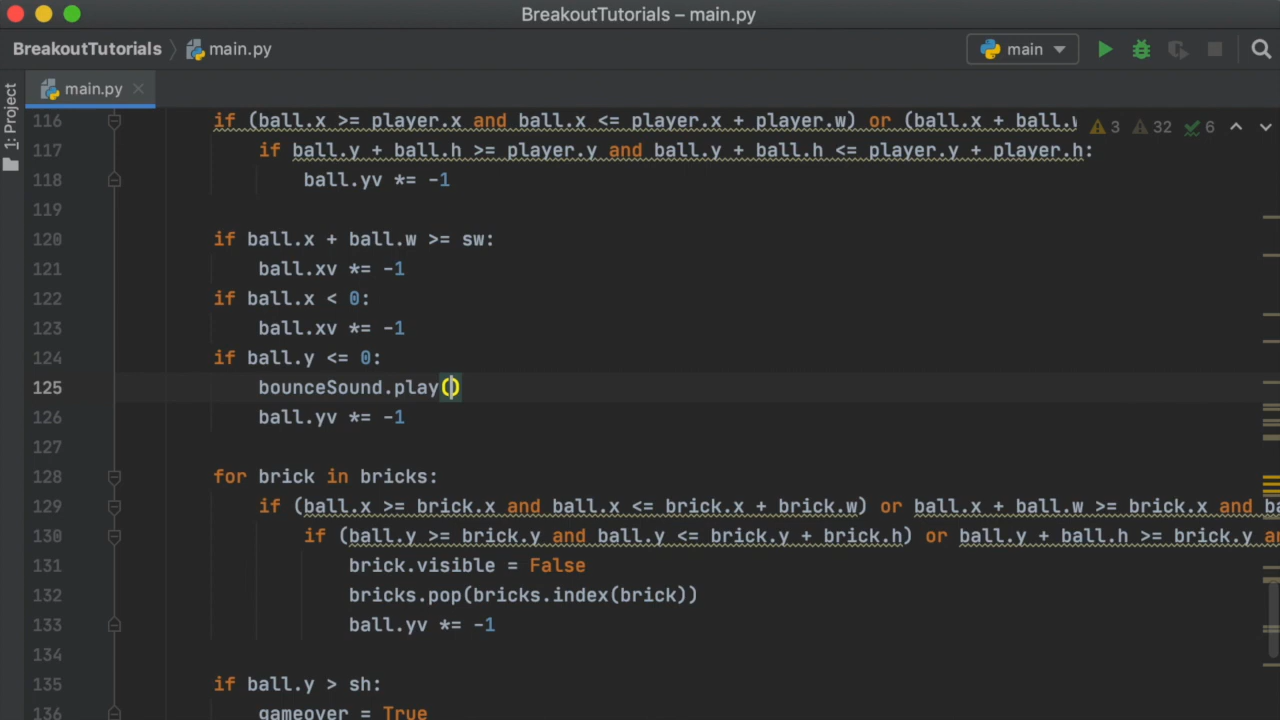 BreakoutTutorials – main.py
BreakoutTutorials main.py main
1: Project
main.py
3 32 6
116 if (ball.x >= player.x and ball.x <= player.x + player.w) or (ball.x + ball.w
117 if ball.y + ball.h >= player.y and ball.y + ball.h <= player.y + player.h:
118 ball.yv *= -1
119
120 if ball.x + ball.w >= sw:
121 ball.xv *= -1
122 if ball.x < 0:
123 ball.xv *= -1
124 if ball.y <= 0:
125 bounceSound.play()
126 ball.yv *= -1
127
128 for brick in bricks:
129 if (ball.x >= brick.x and ball.x <= brick.x + brick.w) or ball.x + ball.w >= brick.x and ba
130 if (ball.y >= brick.y and ball.y <= brick.y + brick.h) or ball.y + ball.h >= brick.y an
131 brick.visible = False
132 bricks.pop(bricks.index(brick))
133 ball.yv *= -1
134
135 if ball.y > sh:
136 gameover = True